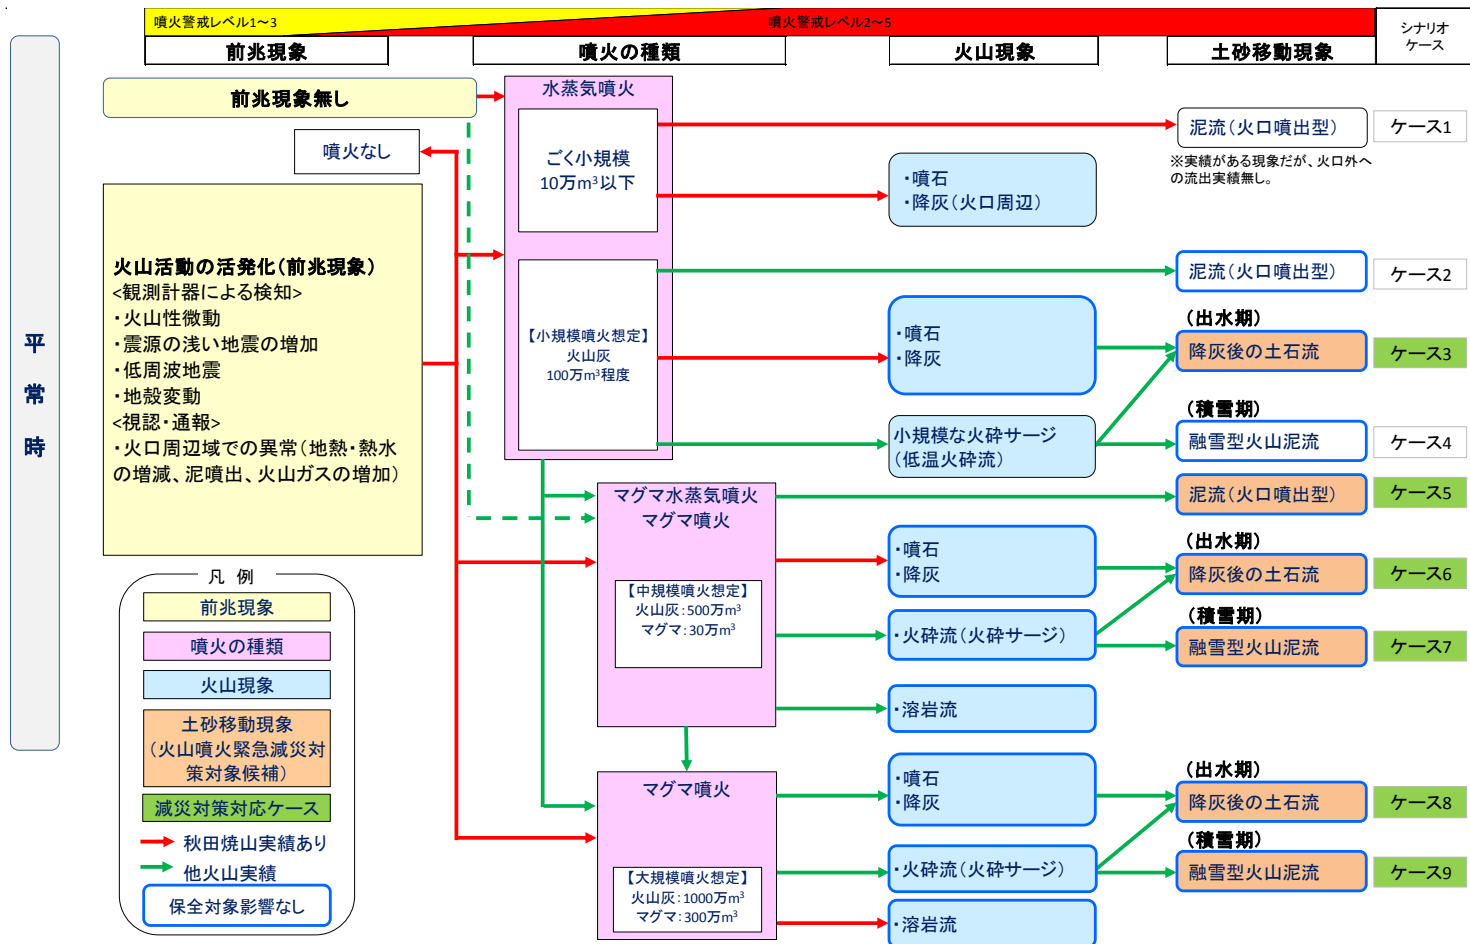 噴火警戒レベル1～3
噴火警戒レベル2～5
前兆現象
噴火の種類
火山現象
土砂移動現象
シナリオ
ケース
平
常
時
前兆現象無し
噴火なし
火山活動の活発化(前兆現象)
<観測計器による検知>
・火山性微動
・震源の浅い地震の増加
・低周波地震
・地殻変動
<視認・通報>
・火口周辺域での異常(地熱・熱水
の増減、泥噴出、火山ガスの増加)
水蒸気噴火
ごく小規模
10万m³以下
【小規模噴火想定】
火山灰
100万m³程度
・噴石
・降灰(火口周辺)
・噴石
・降灰
小規模な火砕サージ
(低温火砕流)
泥流(火口噴出型)
ケース1
※実績がある現象だが、火口外へ
の流出実績無し。
泥流(火口噴出型)
ケース2
(出水期)
降灰後の土石流
ケース3
(積雪期)
融雪型火山泥流
ケース4
マグマ水蒸気噴火
マグマ噴火
【中規模噴火想定】
火山灰:500万m³
マグマ:30万m³
・噴石
・降灰
・火砕流(火砕サージ)
・溶岩流
泥流(火口噴出型)
ケース5
(出水期)
降灰後の土石流
ケース6
(積雪期)
融雪型火山泥流
ケース7
マグマ噴火
【大規模噴火想定】
火山灰:1000万m³
マグマ:300万m³
・噴石
・降灰
・火砕流(火砕サージ)
・溶岩流
(出水期)
降灰後の土石流
ケース8
(積雪期)
融雪型火山泥流
ケース9
凡 例
前兆現象
噴火の種類
火山現象
土砂移動現象
(火山噴火緊急減災対
策対象候補)
減災対策対応ケース
秋田焼山実績あり
他火山実績
保全対象影響なし